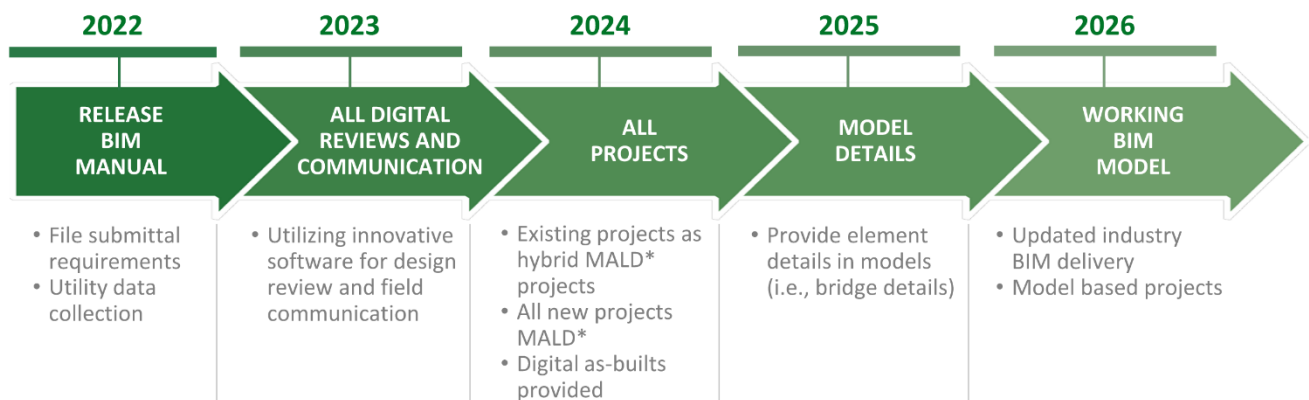 2022
2023
2024
2025
2026
RELEASE
BIM
MANUAL
ALL DIGITAL
REVIEWS AND
COMMUNICATION
ALL
PROJECTS
MODEL
DETAILS
WORKING
BIM
MODEL
• File submittal
requirements
• Utility data
collection
• Utilizing innovative
software for design
review and field
communication
• Existing projects as
hybrid MALD*
projects
• All new projects
MALD*
• Digital as-builts
provided
• Provide element
details in models
(i.e., bridge details)
• Updated industry
BIM delivery
• Model based projects